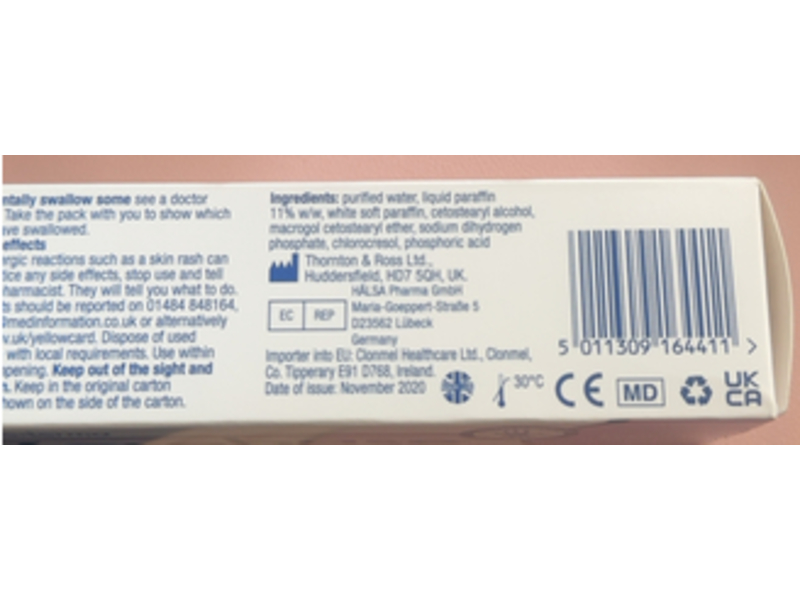 ntally swallow some see a doctor
Take the pack with you to show which
ve swallowed.
effects
ergic reactions such as a skin rash can
tice any side effects, stop use and tell
harmacist. They will tell you what to do.
s should be reported on 01484 848164,
medinformation.co.uk or alternatively
v.uk/yellowcard. Dispose of used
with local requirements. Use within
pening. Keep out of the sight and
n. Keep in the original carton
hown on the side of the carton.
Ingredients: purified water, liquid paraffin
11% w/w, white soft paraffin, cetostearyl alcohol,
macrogol cetostearyl ether, sodium dihydrogen
phosphate, chlorocresol, phosphoric acid
Thornton & Ross Ltd.,
Huddersfield, HD7 5QH, UK.
EC REP
HÄLSA Pharma GmbH
Maria-Goeppert-Straße 5
D23562 Lübeck
Germany
Importer into EU: Clonmel Healthcare Ltd., Clonmel,
Co. Tipperary E91 D768, Ireland.
Date of issue: November 2020
30°C
CE
MD
UK
CA
5 011309 164411 >